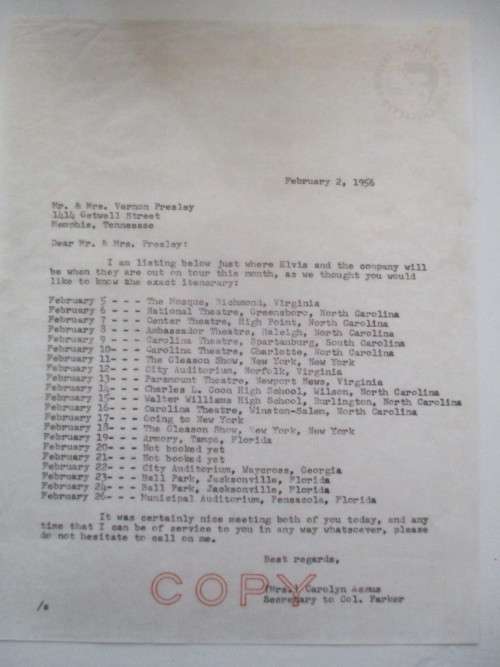 February 2, 1956
Mr. & Mrs. Vernon Presley
1414 Getwell Street
Memphis, Tennessee
Dear Mr. & Mrs. Presley:
I am listing below just where Elvis and the company will
be when they are out on tour this month, as we thought you would
like to know the exact itenerary:
February 5 - - - The Mosque, Richmond, Virginia
February 6 - - - National Theatre, Greensboro, North Carolina
February 7 - - - Center Theatre, High Point, North Carolina
February 8 - - - Ambassador Theatre, Raleigh, North Carolina
February 9 - - - Carolina Theatre, Spartanburg, South Carolina
February 10- - - Carolina Theatre, Charlotte, North Carolina
February 11- - - The Gleason Show, New York, New York
February 12- - - City Auditorium, Norfolk, Virginia
February 13- - - Paramount Theatre, Newport News, Virginia
February 14- - - Charles L. Coon High School, Wilson, North Carolina
February 15- - - Walter Williams High School, Burlington, North Carolina
February 16- - - Carolina Theatre, Winston-Salem, North Carolina
February 17- - - Going to New York
February 18- - - The Gleason Show, New York, New York
February 19- - - Armory, Tampa, Florida
February 20- - - Not booked yet
February 21- - - Not booked yet
February 22- - - City Auditorium, Waycross, Georgia
February 23- - - Ball Park, Jacksonville, Florida
February 24- - - Ball Park, Jacksonville, Florida
February 26- - - Municipal Auditorium, Pensacola, Florida
It was certainly nice meeting both of you today, and any
time that I can be of service to you in any way whatsoever, please
do not hesitate to call on me.
Best regards,
COPY
(Mrs.) Carolyn Asmus
Secretary to Col. Parker
/s